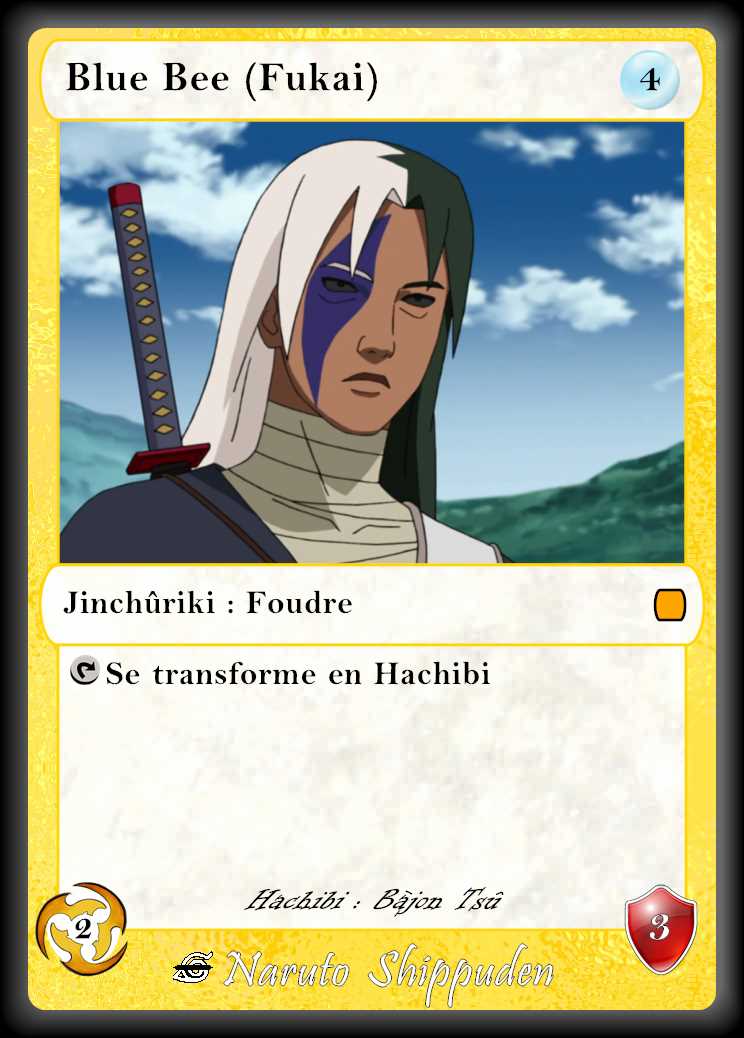 Blue Bee (Fukai)
4
Jinchûriki : Foudre
Se transforme en Hachibi
Hachibi : Bàjon Tsû
2
3
Naruto Shippuden